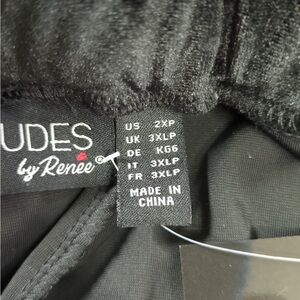 UDES
by Renee®
US 2XP
UK 3XLP
DE KG6
IT 3XLP
FR 3XLP
MADE IN
CHINA